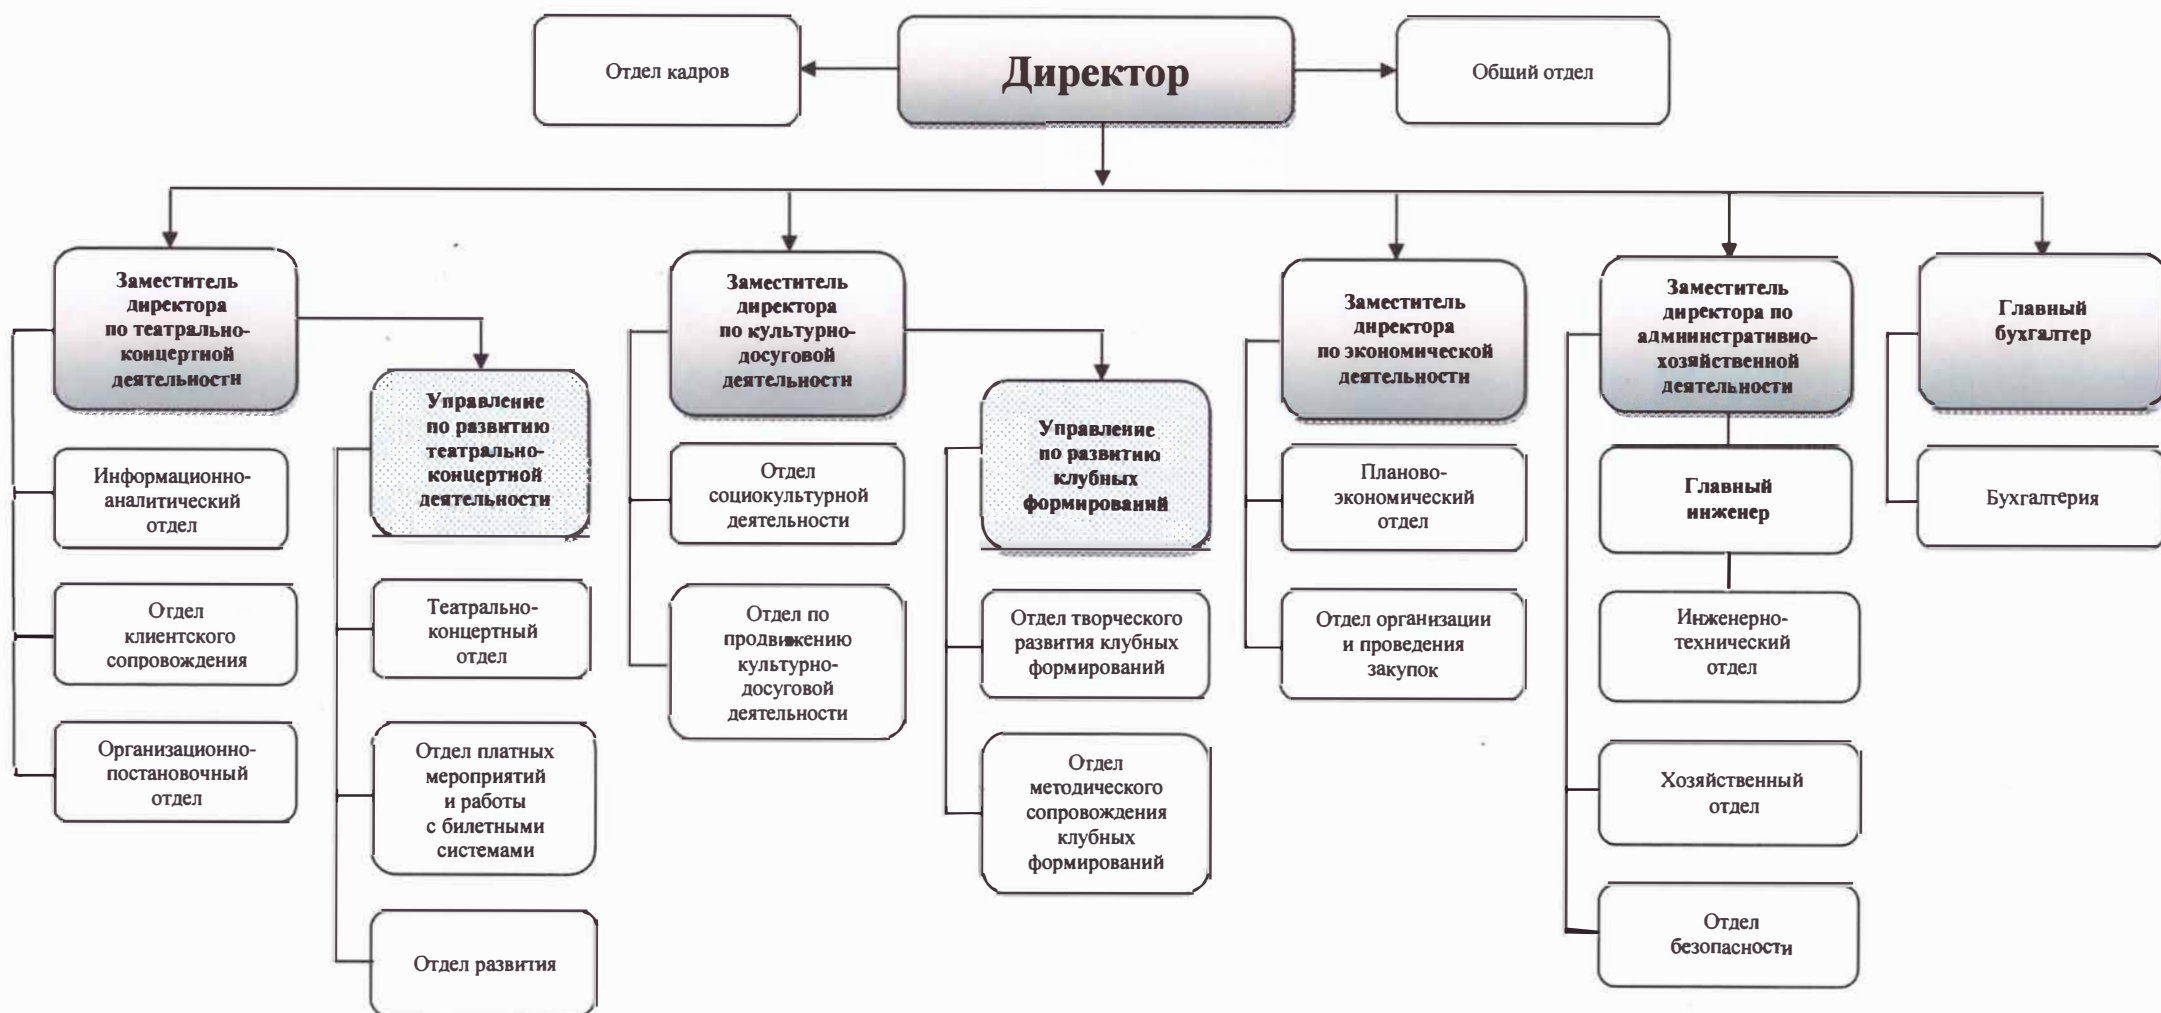 Отдел кадров
Директор
Общий отдел
Заместитель
директора
по театрально-
концертной
деятельности
Управление
по развитию
театрально-
концертной
деятельности
Информационно-
аналитический
отдел
Отдел
клиентского
сопровождения
Организационно-
постановочный
отдел
Театрально-
концертный
отдел
Отдел платных
мероприятий
и работы
с билетными
системами
Отдел развития
Заместитель
директора
по культурно-
досуговой
деятельности
Управление
по развитию
клубных
формирований
Отдел
социокультурной
деятельности
Отдел по
продвижению
культурно-
досуговой
деятельности
Отдел творческого
развития клубных
формирований
Отдел
методического
сопровождения
клубных
формирований
Заместитель
директора
по экономической
деятельности
Планово-
экономический
отдел
Отдел организации
и проведения
закупок
Заместитель
директора по
административно-
хозяйственной
деятельности
Главный
инженер
Инженерно-
технический
отдел
Хозяйственный
отдел
Отдел
безопасности
Главный
бухгалтер
Бухгалтерия